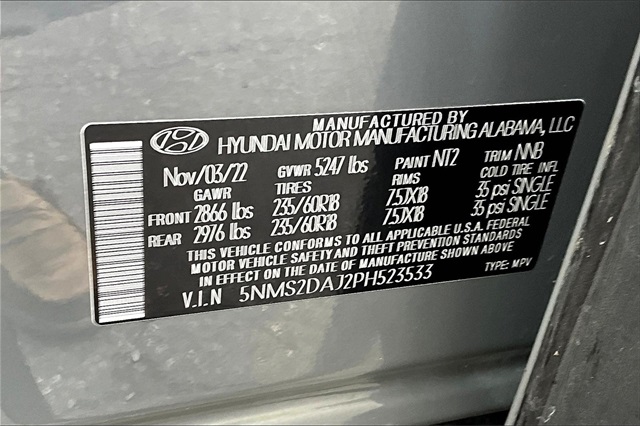 MANUFACTURED BY
HYUNDAI MOTOR MANUFACTURING ALABAMA, LLC
Nov/03/22 GVWR 5247 lbs PAINT NT2 TRIM NNB
GAWR TIRES RIMS COLD TIRE INFL
FRONT 2866 lbs 235/60R18 7.5JX18 35 psi SINGLE
REAR 2976 lbs 235/60R18 7.5JX18 35 psi SINGLE
THIS VEHICLE CONFORMS TO ALL APPLICABLE U.S.A. FEDERAL
MOTOR VEHICLE SAFETY AND THEFT PREVENTION STANDARDS
IN EFFECT ON THE DATE OF MANUFACTURE SHOWN ABOVE
V.I.N 5NMS2DAJ2PH523533 TYPE: MPV